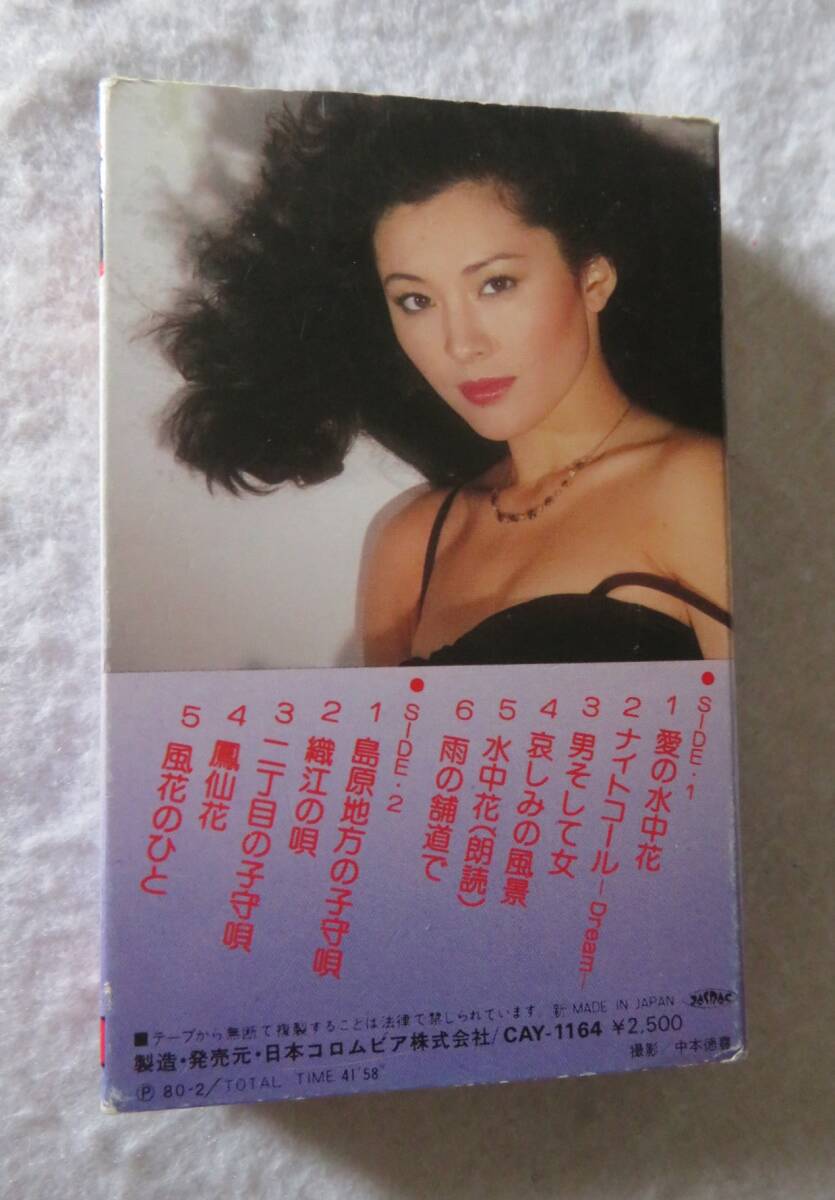 SIDE・1
1 愛の水中花
2 ナイトコール－Dream－
3 男そして女
4 哀しみの風景
5 水中花(朗読)
6 雨の舗道で
SIDE・2
1 島原地方の子守唄
2 織江の唄
3 二丁目の子守唄
4 鳳仙花
5 風花のひと
■テープから無断で複製することは法律で禁じられています。新 MADE IN JAPAN JASRAC
製造・発売元・日本コロムビア株式会社/CAY-1164 ¥2,500
撮影/中本徳豊
Ⓟ 80-2/TOTAL TIME 41'58"